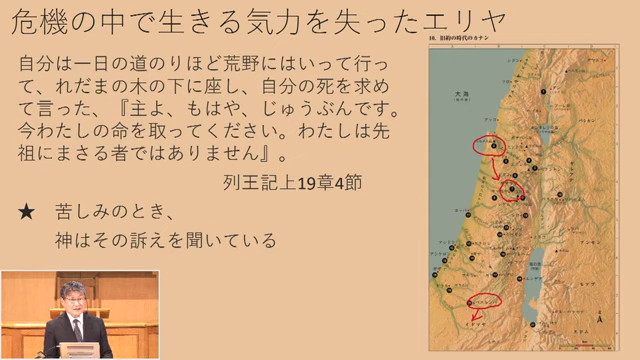 危機の中で生きる気力を失ったエリヤ
自分は一日の道のりほど荒野にはいって行っ
て、れだまの木の下に座し、自分の死を求め
て言った、『主よ、もはや、じゅうぶんです。
今わたしの命を取ってください。わたしは先
祖にまさる者ではありません』。
列王記上19章4節
★　苦しみのとき、
神はその訴えを聞いている
10. 旧約の時代のカナン
大海